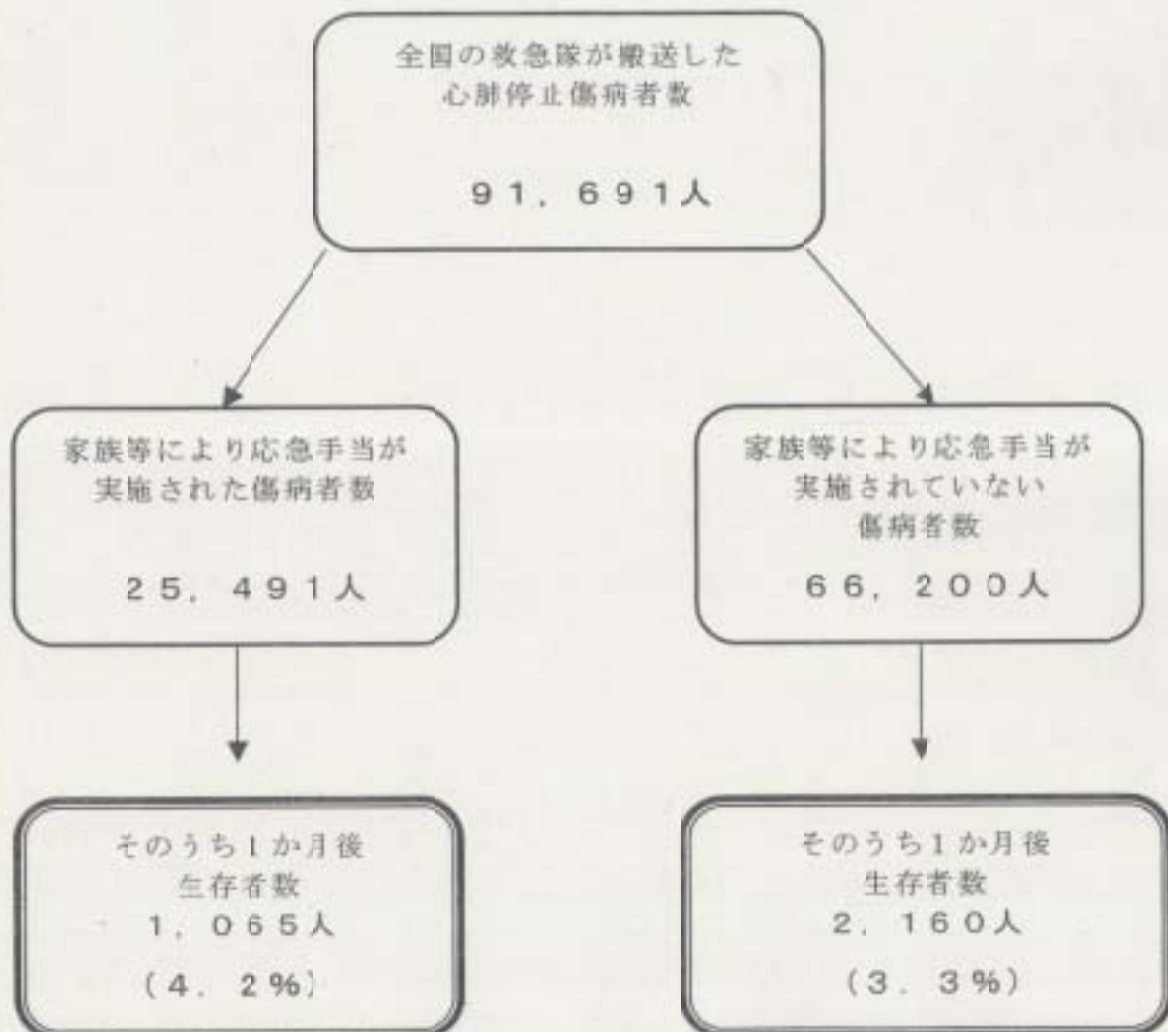 全国の救急隊が搬送した
心肺停止傷病者数
91,691人
家族等により応急手当が
実施された傷病者数
25,491人
家族等により応急手当が
実施されていない
傷病者数
66,200人
そのうち1か月後
生存者数
1,065人
(4.2%)
そのうち1か月後
生存者数
2,160人
(3.3%)